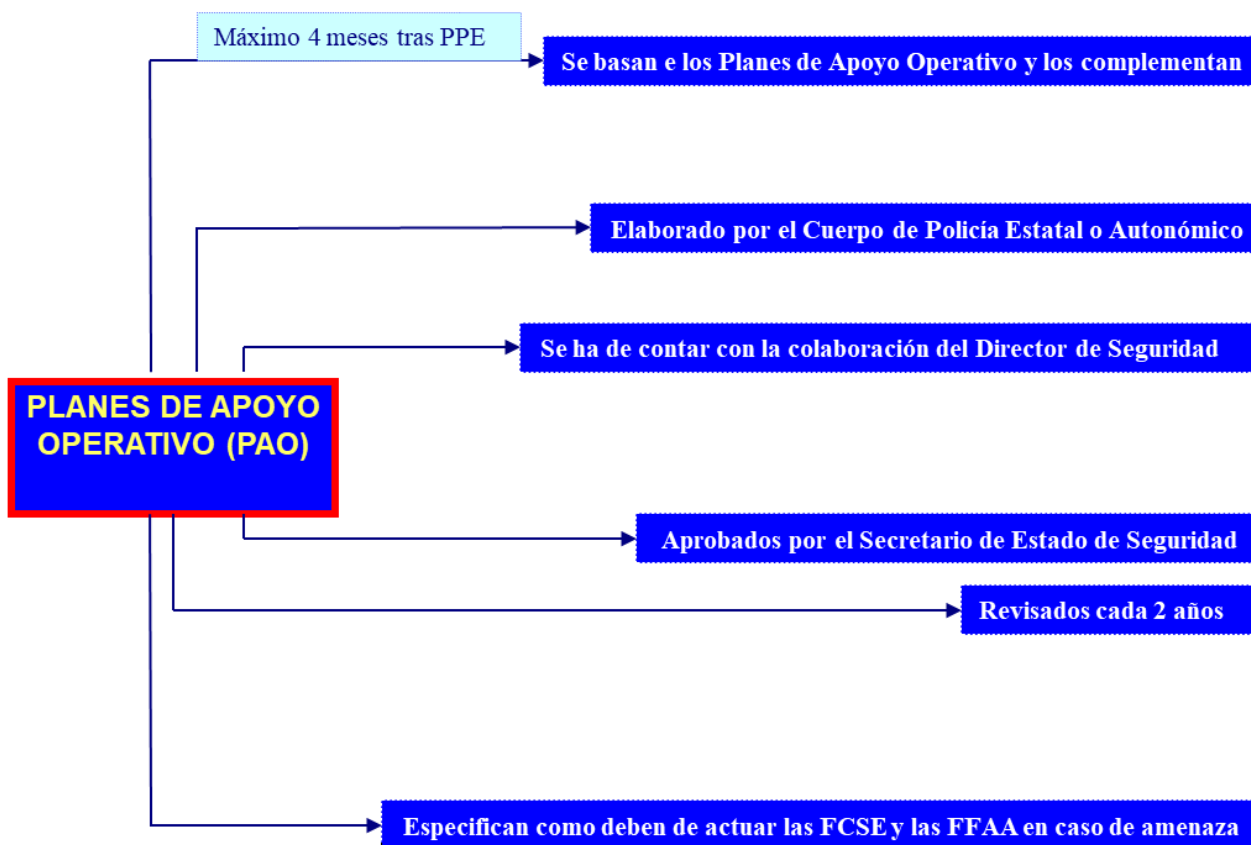 Máximo 4 meses tras PPE
Se basan e los Planes de Apoyo Operativo y los complementan
Elaborado por el Cuerpo de Policía Estatal o Autonómico
Se ha de contar con la colaboración del Director de Seguridad
PLANES DE APOYO
OPERATIVO (PAO)
Aprobados por el Secretario de Estado de Seguridad
Revisados cada 2 años
Especifican como deben de actuar las FCSE y las FFAA en caso de amenaza